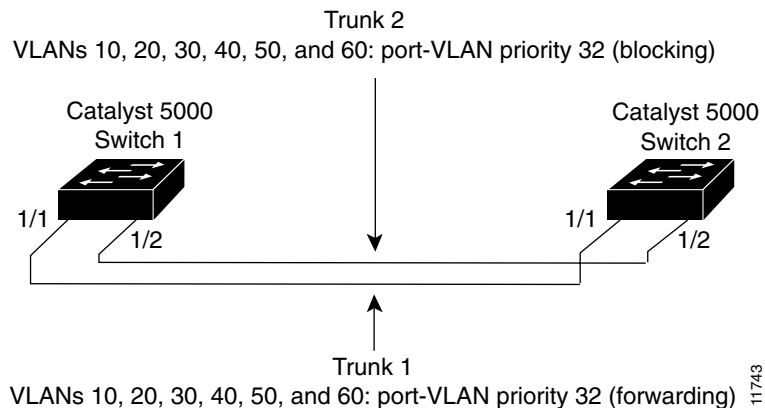 Trunk 2
VLANs 10, 20, 30, 40, 50, and 60: port-VLAN priority 32 (blocking)
Catalyst 5000
Switch 1
Catalyst 5000
Switch 2
1/1
1/2
1/1
1/2
Trunk 1
VLANs 10, 20, 30, 40, 50, and 60: port-VLAN priority 32 (forwarding)
11743